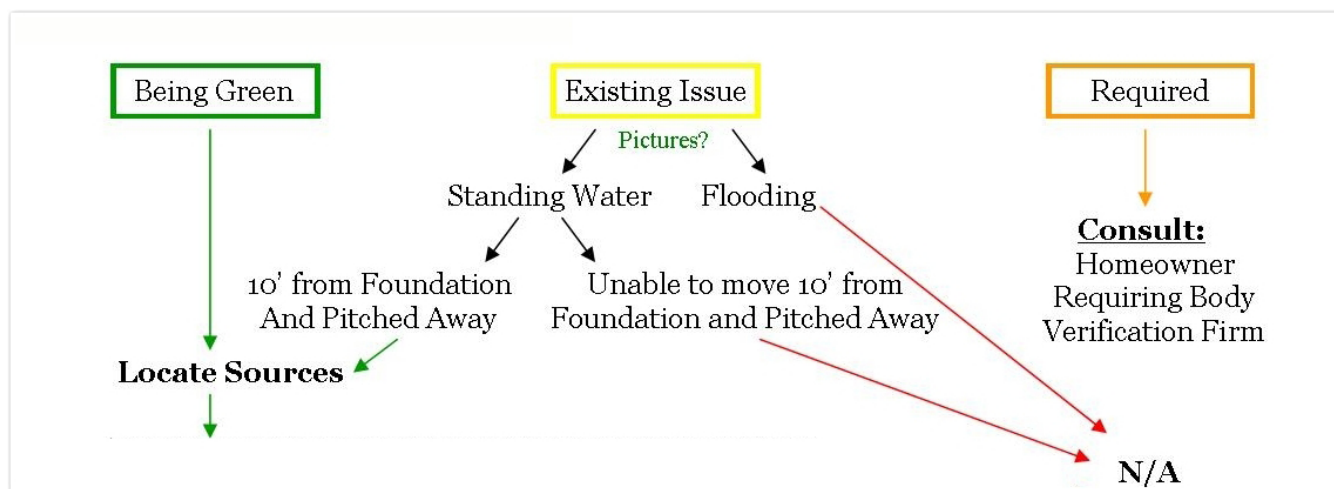 Being Green
Existing Issue
Required
Pictures?
Standing Water
Flooding
Consult:
Homeowner
Requiring Body
Verification Firm
10’ from Foundation
And Pitched Away
Unable to move 10’ from
Foundation and Pitched Away
Locate Sources
N/A